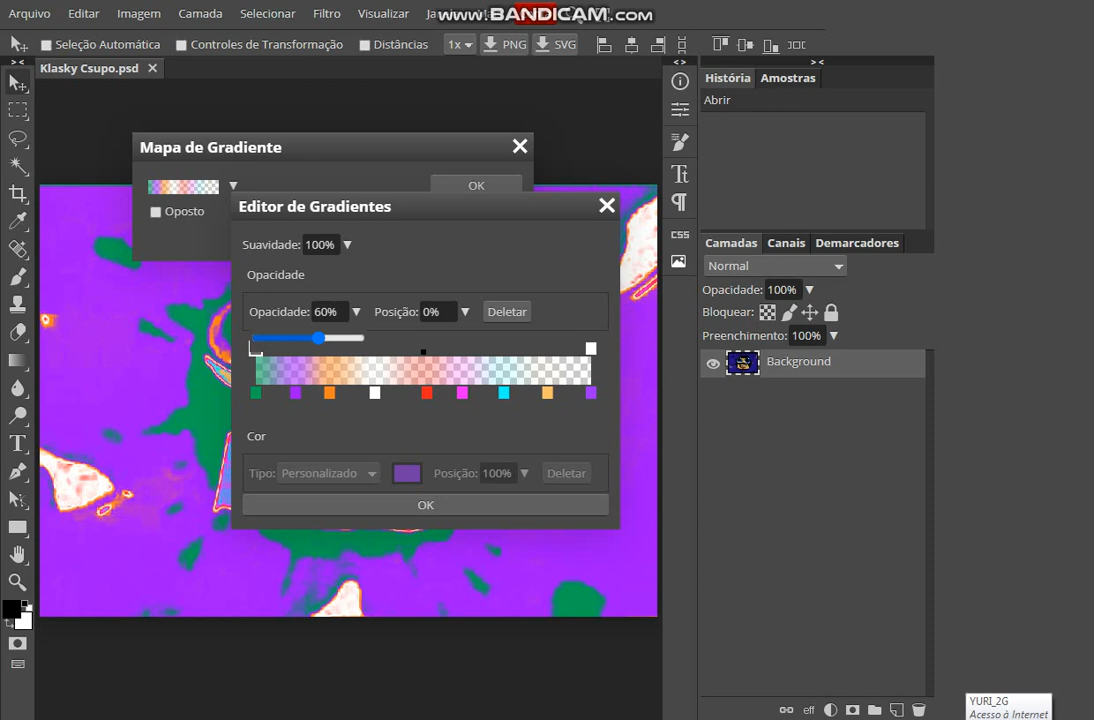 Arquivo Editar Imagem Camada Selecionar Filtro Visualizar
www.BANDICAM.com
Seleção Automática Controles de Transformação Distâncias 1x PNG SVG
Klasky Csupo.psd
História Amostras
Abrir
Mapa de Gradiente
OK
Oposto
Editor de Gradientes
Suavidade: 100%
Opacidade
Opacidade: 60% Posição: 0% Deletar
Cor
Tipo: Personalizado Posição: 100% Deletar
OK
CSS
Camadas Canais Demarcadores
Normal
Opacidade: 100%
Bloquear:
Preenchimento: 100%
Background
eff
YURI_2G
Acesso à Internet